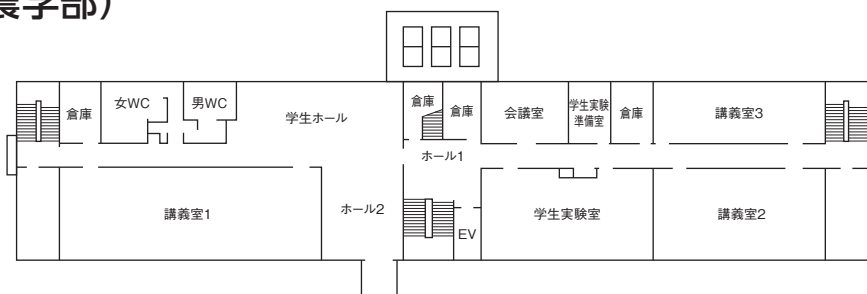 農学部）
倉庫
女WC
男WC
学生ホール
倉庫
倉庫
会議室
学生実験
準備室
倉庫
講義室3
ホール1
講義室1
ホール2
EV
学生実験室
講義室2